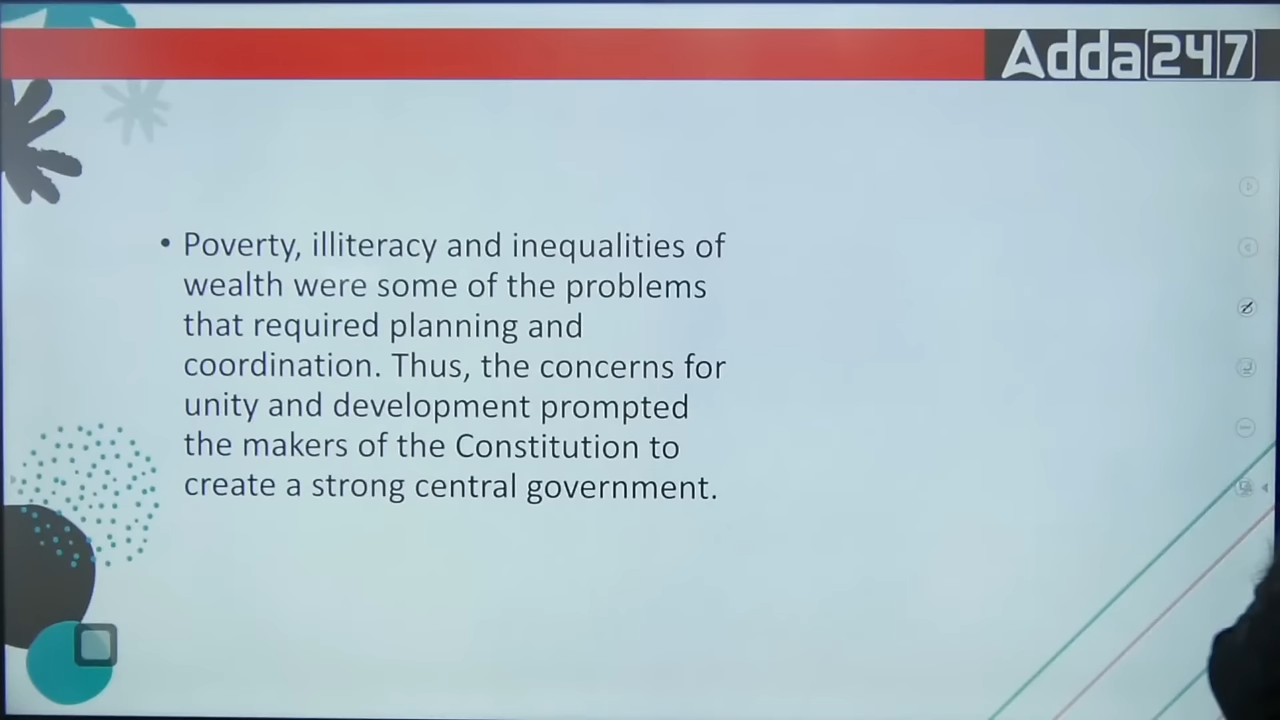 Adda247
• Poverty, illiteracy and inequalities of
wealth were some of the problems
that required planning and
coordination. Thus, the concerns for
unity and development prompted
the makers of the Constitution to
create a strong central government.